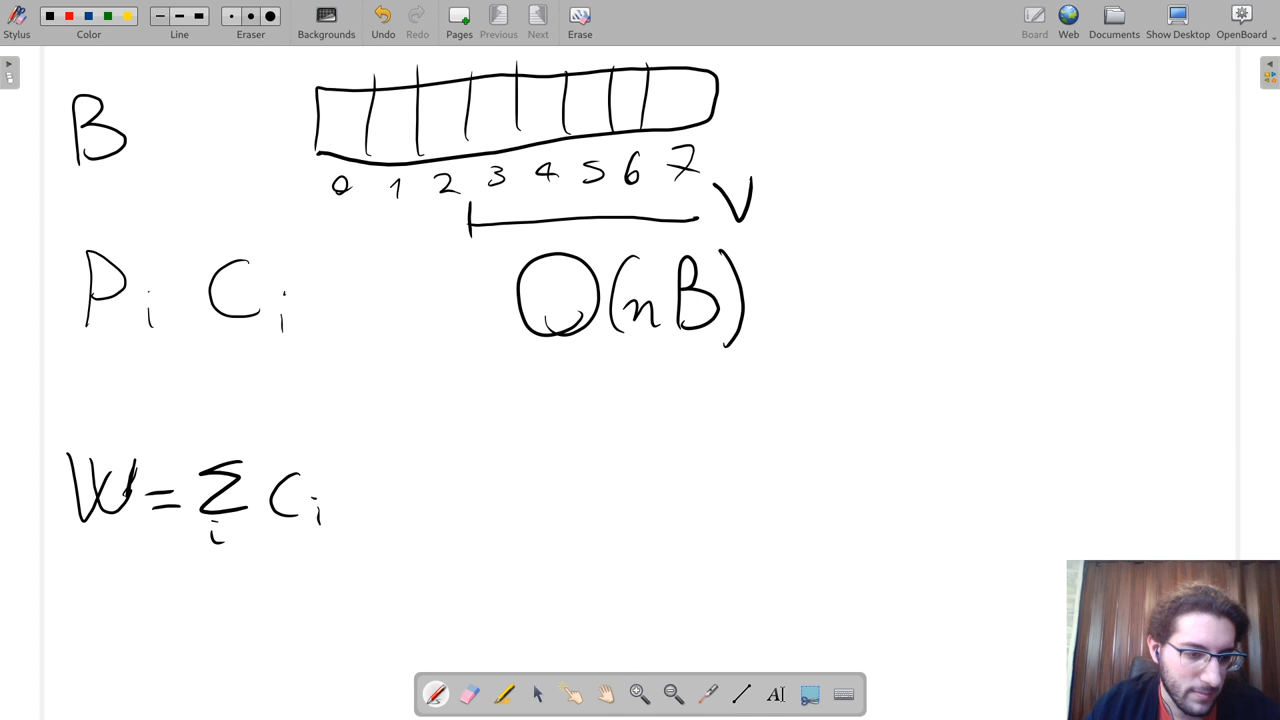 Stylus Color Line Eraser Backgrounds Undo Redo Pages Previous Next Erase Board Web Documents Show Desktop OpenBoard
B
0 1 2 3 4 5 6 7
V
P_i C_i O(nB)
W = Σ_i C_i
AI